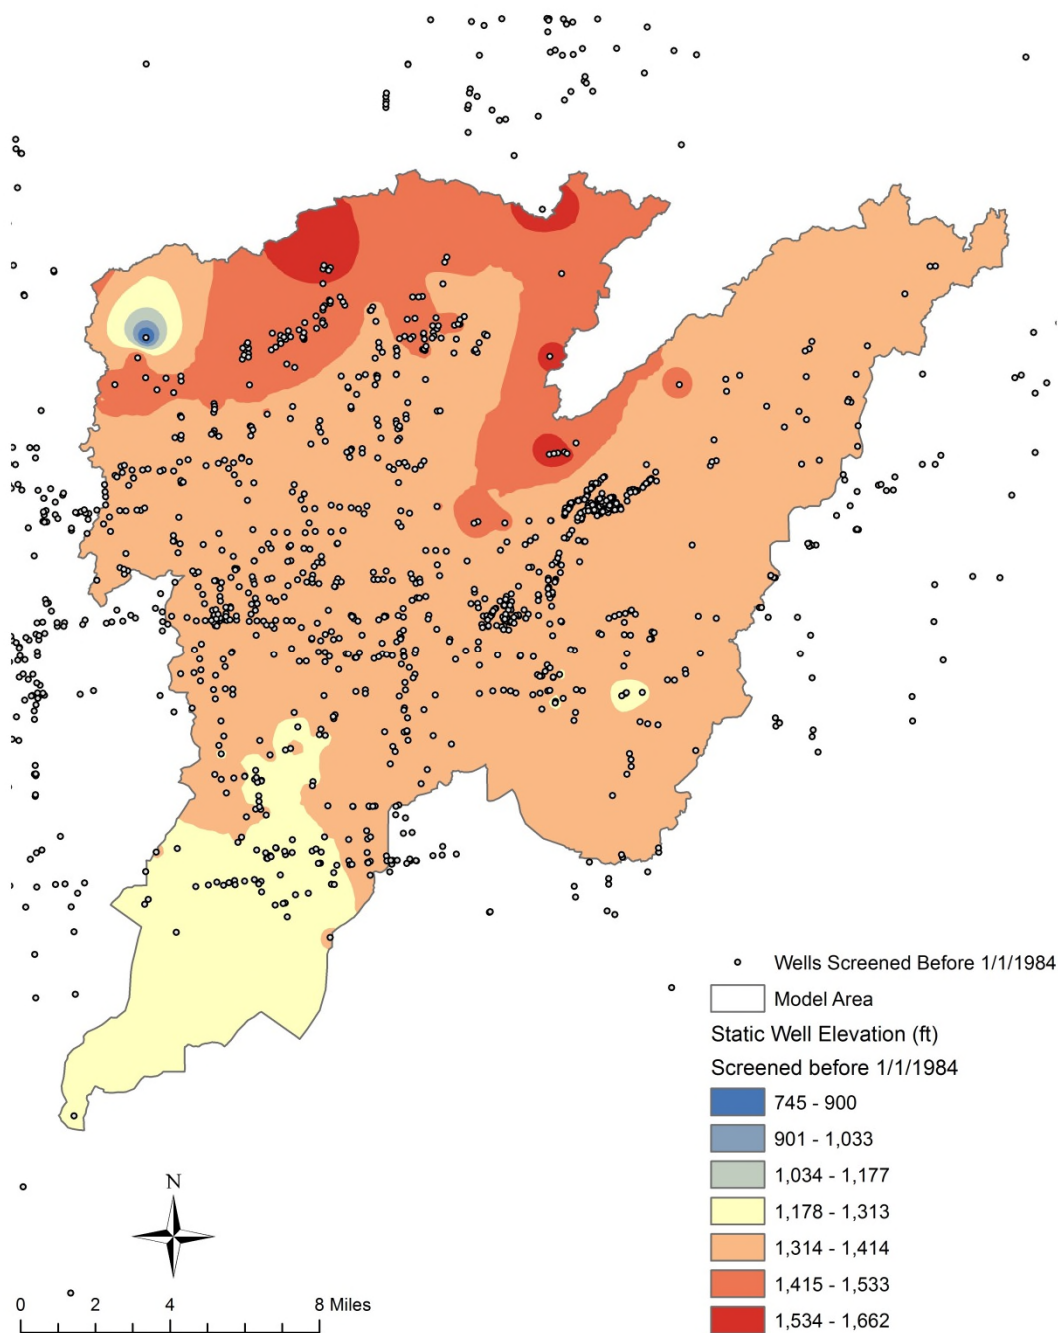 Wells Screened Before 1/1/1984
Model Area
Static Well Elevation (ft)
Screened before 1/1/1984
745 - 900
901 - 1,033
1,034 - 1,177
1,178 - 1,313
1,314 - 1,414
1,415 - 1,533
1,534 - 1,662
N
0 2 4 8 Miles